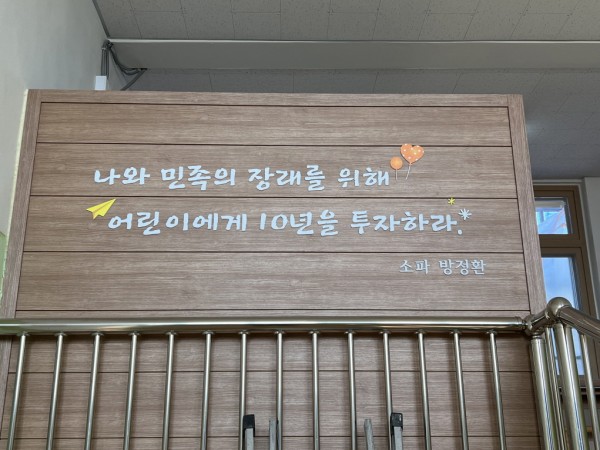 나와 민족의 장래를 위해
어린이에게 10년을 투자하라.
소파 방정환